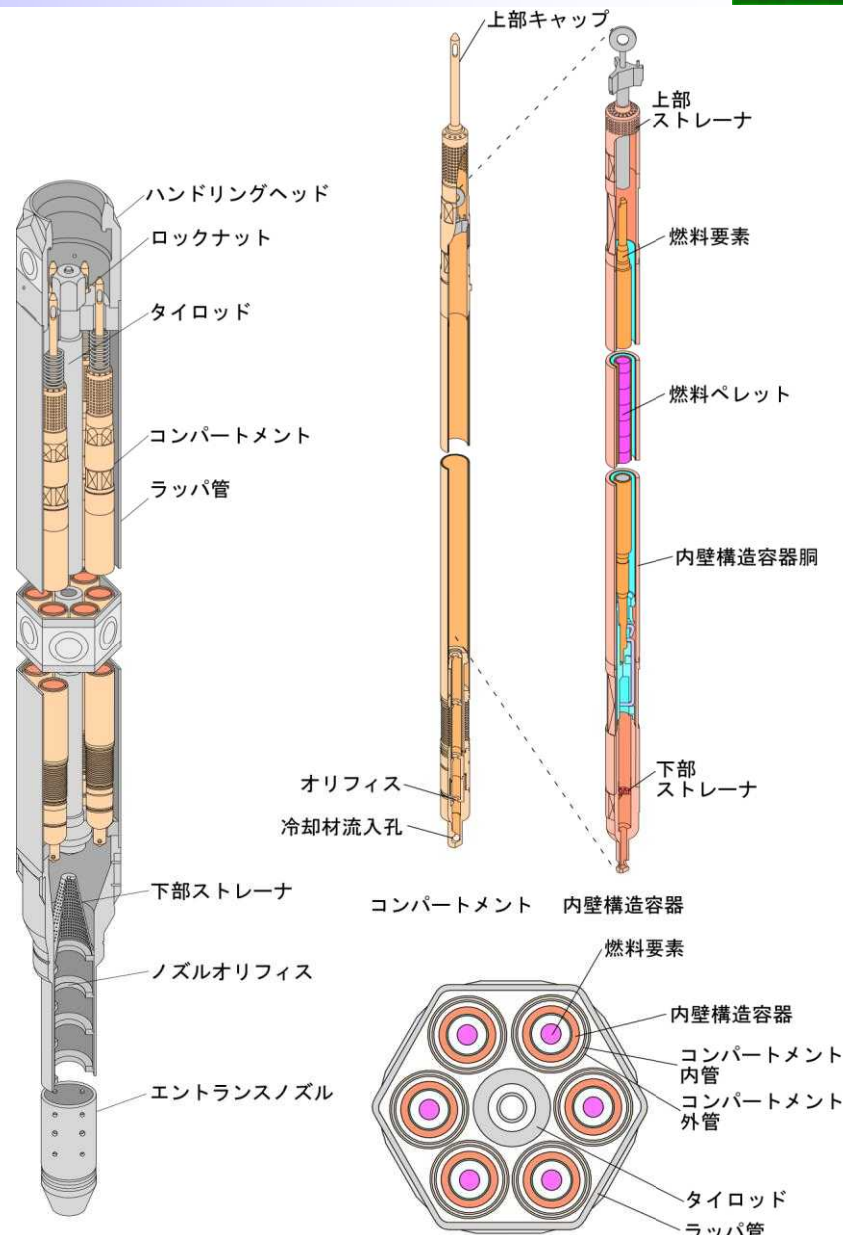 上部キャップ
上部
ストレーナ
ハンドリングヘッド
ロックナット
タイロッド
コンパートメント
ラッパ管
燃料要素
燃料ペレット
内壁構造容器胴
オリフィス
冷却材流入孔
下部
ストレーナ
コンパートメント
内壁構造容器
下部ストレーナ
ノズルオリフィス
エントランスノズル
燃料要素
内壁構造容器
コンパートメント
内管
コンパートメント
外管
タイロッド
ラッパ管